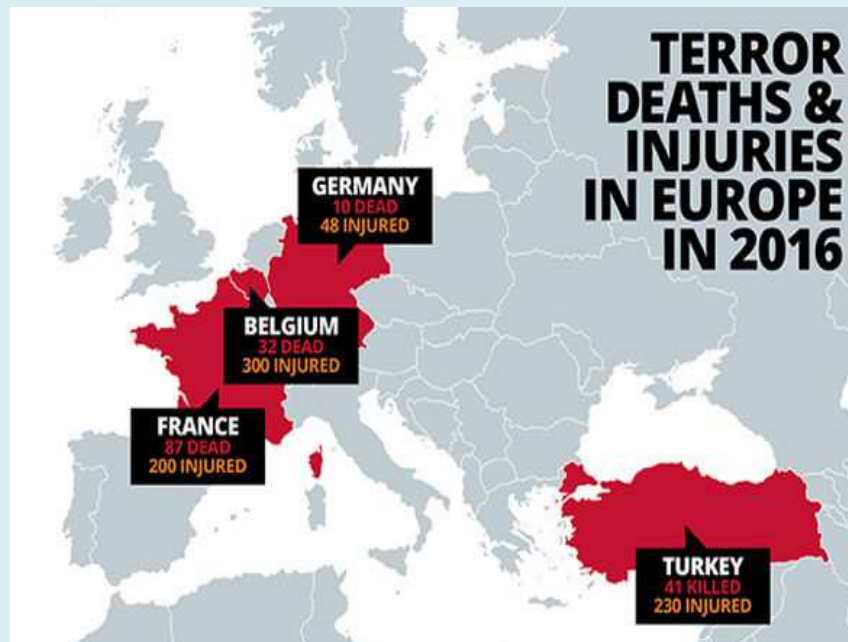 TERROR
DEATHS &
INJURIES
IN EUROPE
IN 2016
GERMANY
10 DEAD
48 INJURED
BELGIUM
32 DEAD
300 INJURED
FRANCE
87 DEAD
200 INJURED
TURKEY
41 KILLED
230 INJURED